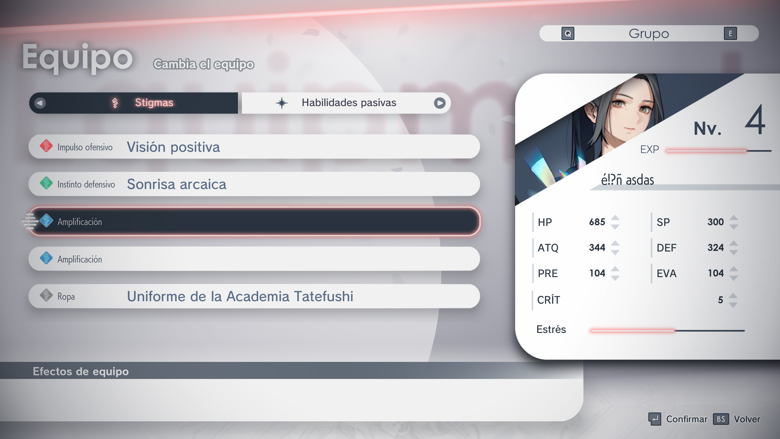 Equipo
Cambia el equipo
Q Grupo E
Stigmas
Habilidades pasivas
Impulso ofensivo Visión positiva
Instinto defensivo Sonrisa arcaica
Amplificación
Amplificación
Ropa Uniforme de la Academia Tatefushi
Efectos de equipo
Nv. 4
EXP
é!?ñ asdas
HP 685 SP 300
ATQ 344 DEF 324
PRE 104 EVA 104
CRÍT 5
Estrés
Confirmar BS Volver